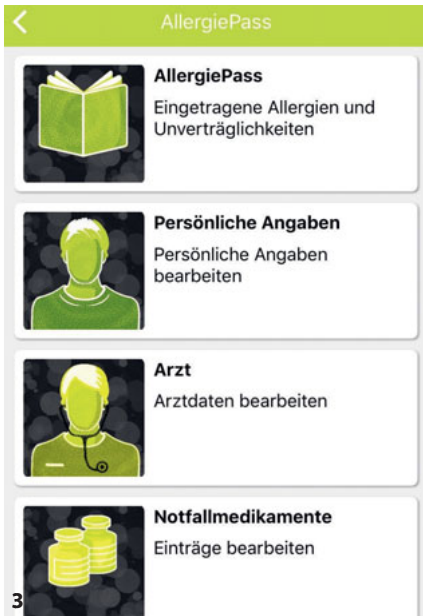 AllergiePass
AllergiePass
Eingetragene Allergien und
Unverträglichkeiten
Persönliche Angaben
Persönliche Angaben
bearbeiten
Arzt
Arztdaten bearbeiten
Notfallmedikamente
Einträge bearbeiten
3